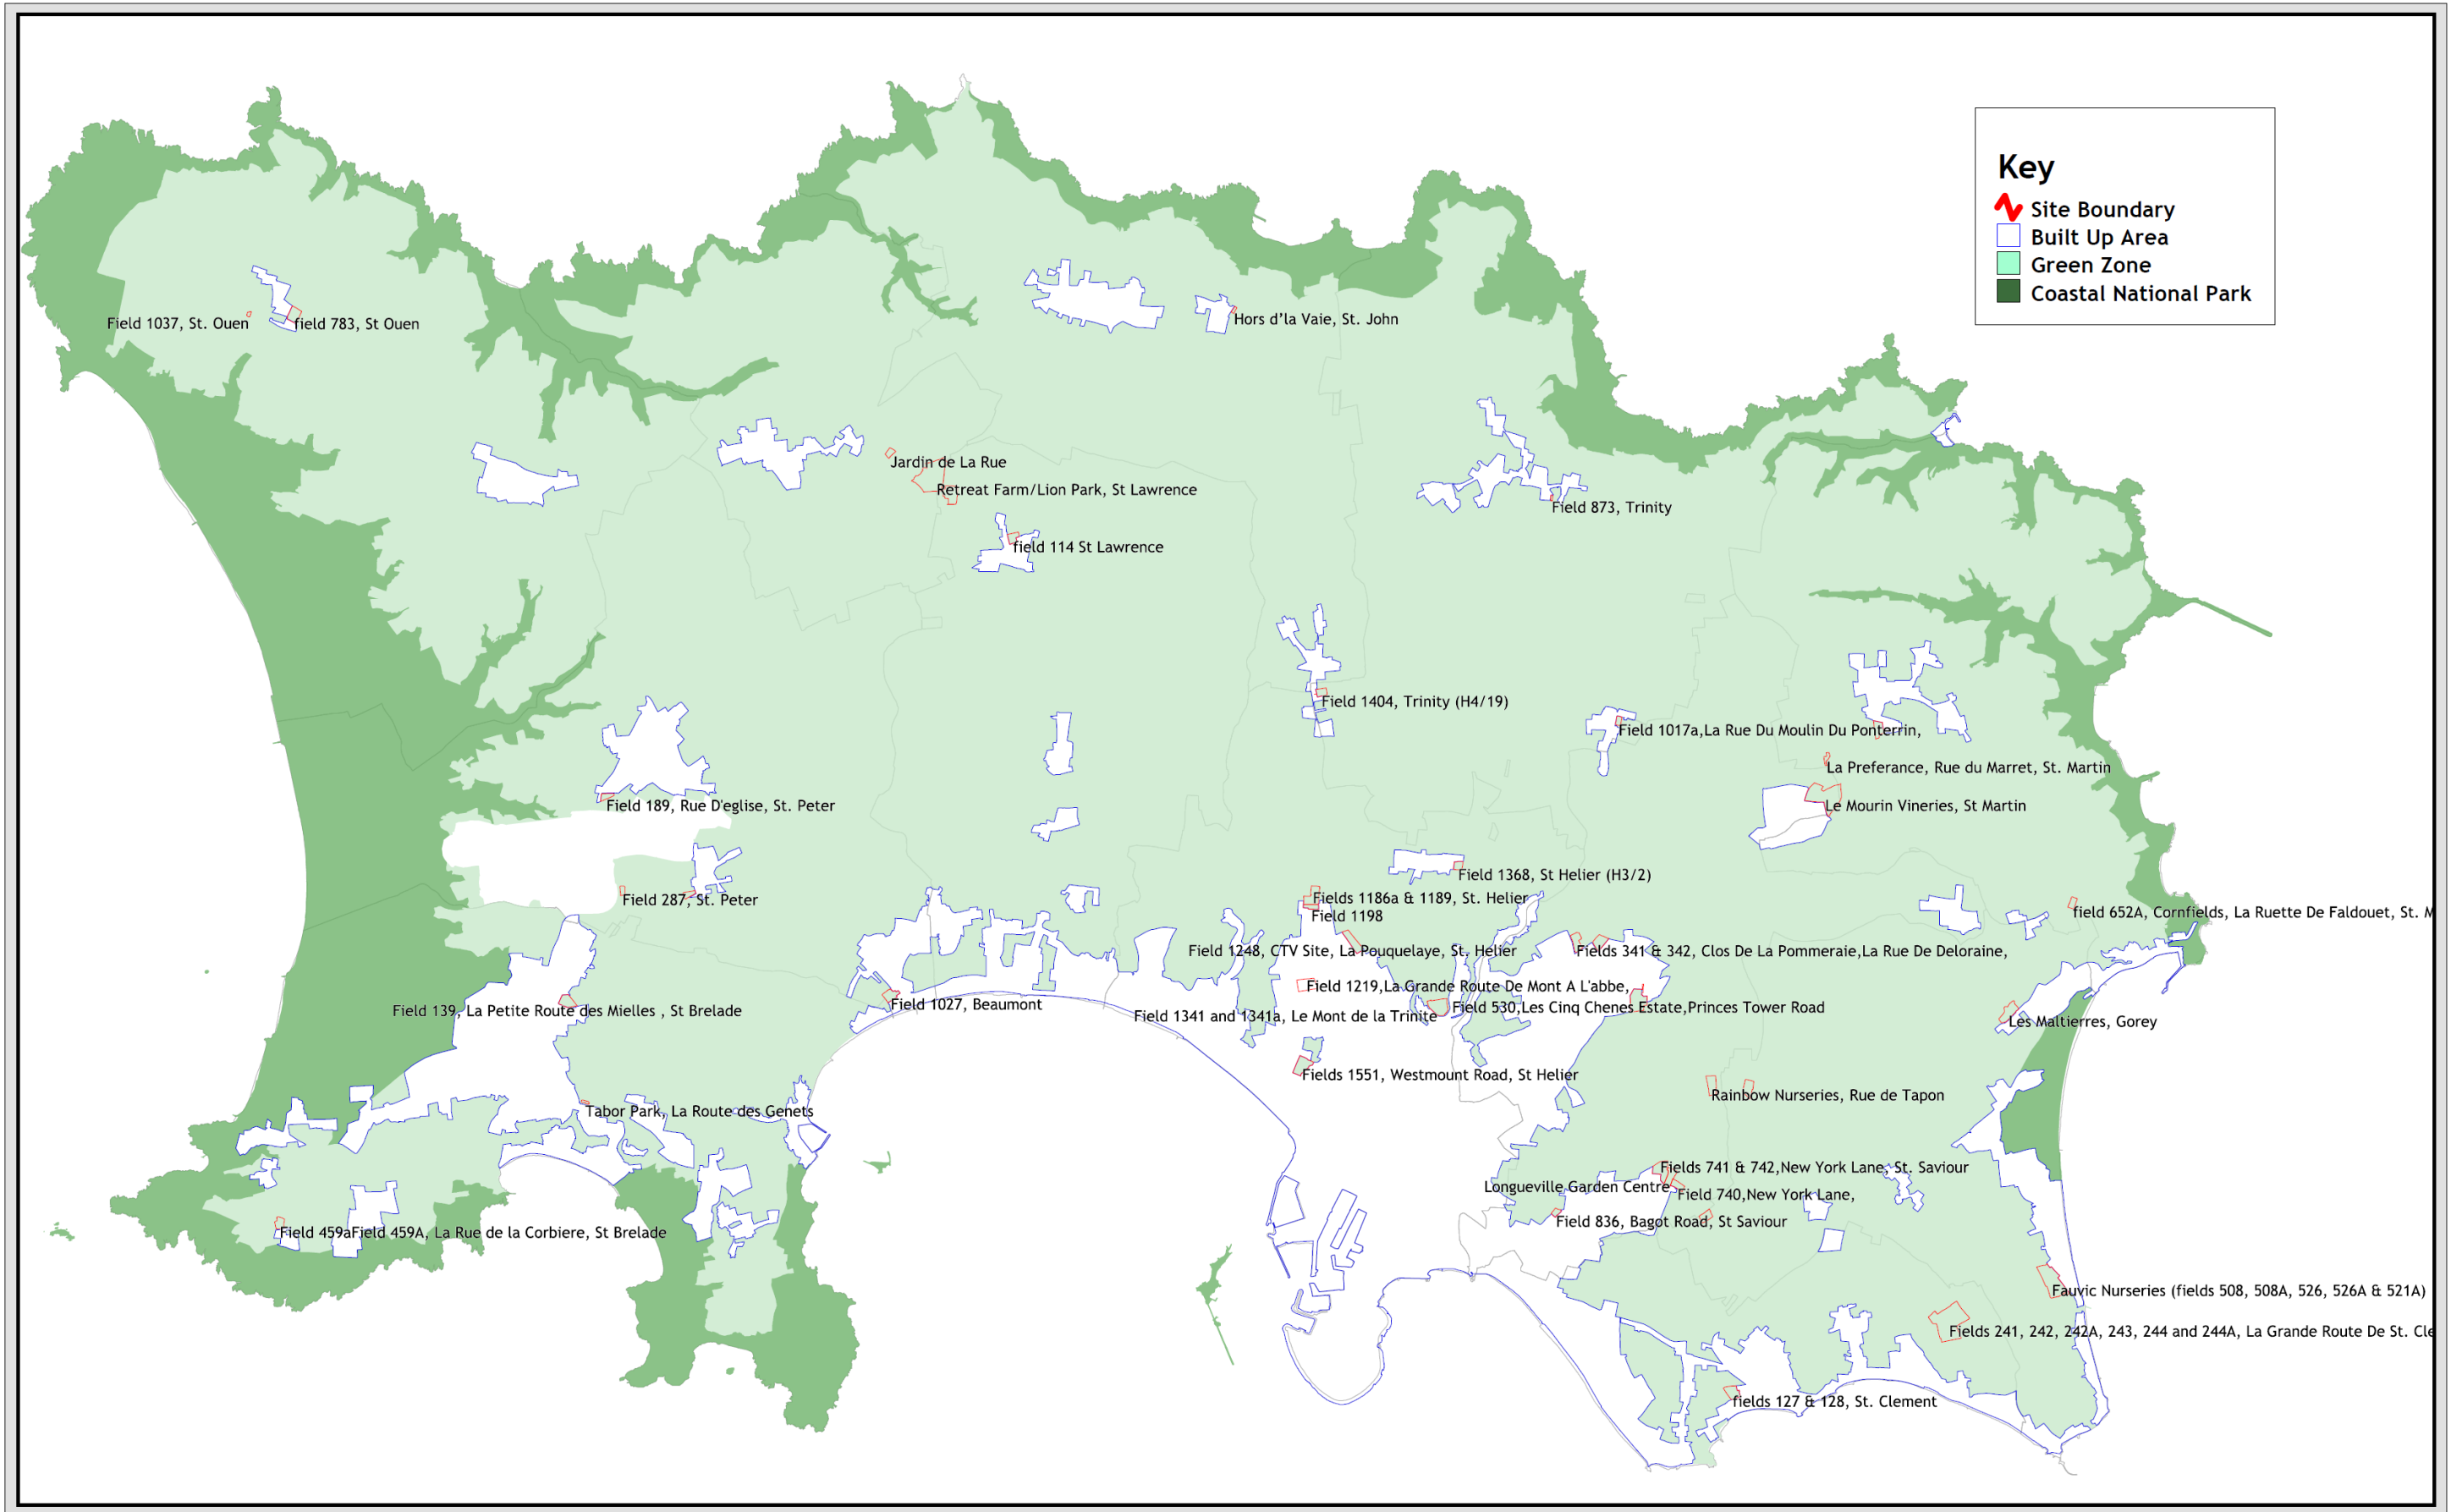 Key
Site Boundary
Built Up Area
Green Zone
Coastal National Park
Field 1037, St. Ouen
field 783, St Ouen
Hors d'la Vaie, St. John
Jardin de La Rue
Retreat Farm/Lion Park, St Lawrence
Field 873, Trinity
field 114 St Lawrence
Field 1404, Trinity (H4/19)
Field 1017a,La Rue Du Moulin Du Ponterrin,
La Preferance, Rue du Marret, St. Martin
Field 189, Rue D'eglise, St. Peter
Le Mourin Vineries, St Martin
Field 1368, St Helier (H3/2)
Field 287, St. Peter
Fields 1186a & 1189, St. Helier
Field 1198
field 652A, Cornfields, La Ruette De Faldouet, St. M
Field 1248, CTV Site, La Pouquelaye, St. Helier
Fields 341 & 342, Clos De La Pommeraie,La Rue De Deloraine,
Field 1219,La Grande Route De Mont A L'abbe,
Field 1027, Beaumont
Field 139, La Petite Route des Mielles , St Brelade
Field 530,Les Cinq Chenes Estate,Princes Tower Road
Field 1341 and 1341a, Le Mont de la Trinite
Les Maltierres, Gorey
Fields 1551, Westmount Road, St Helier
Rainbow Nurseries, Rue de Tapon
Tabor Park, La Route des Genets
Fields 741 & 742,New York Lane, St. Saviour
Longueville Garden Centre
Field 740,New York Lane,
Field 836, Bagot Road, St Saviour
Field 459aField 459A, La Rue de la Corbiere, St Brelade
Fauvic Nurseries (fields 508, 508A, 526, 526A & 521A)
Fields 241, 242, 242A, 243, 244 and 244A, La Grande Route De St. Cle
fields 127 & 128, St. Clement